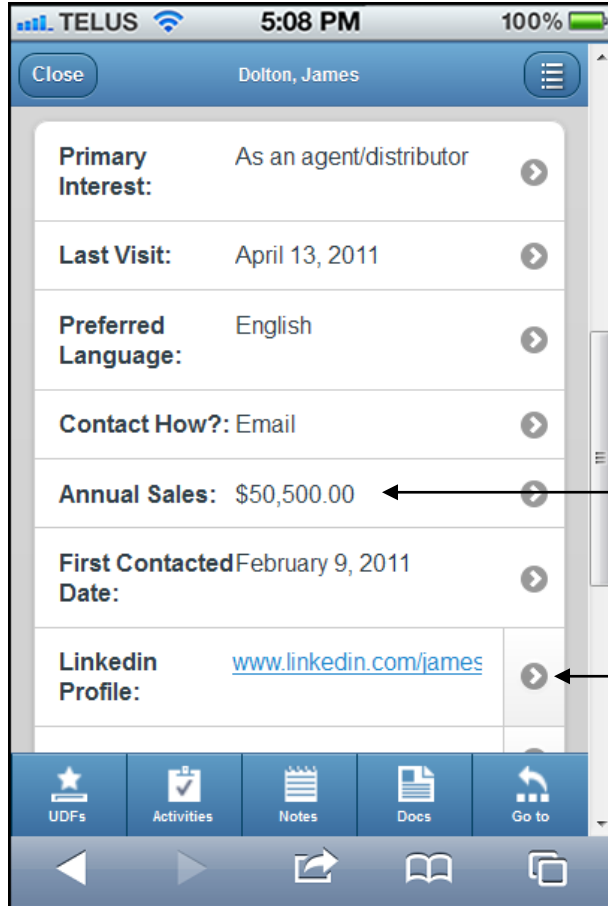 TELUS 5:08 PM 100%
Close Dolton, James
Primary As an agent/distributor
Interest:
Last Visit: April 13, 2011
Preferred English
Language:
Contact How?: Email
Annual Sales: $50,500.00
First Contacted February 9, 2011
Date:
Linkedin www.linkedin.com/james
Profile:
UDFs Activities Notes Docs Go to